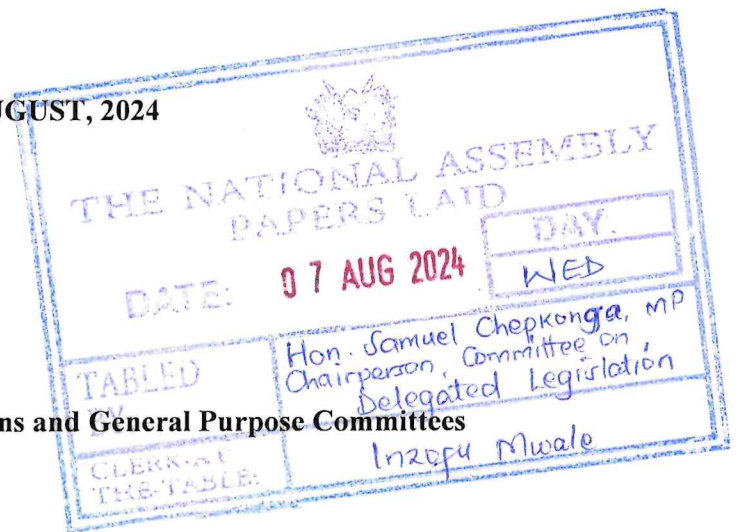 UGUST, 2024
THE NATIONAL ASSEMBLY
PAPERS LAID
DATE:
07 AUG 2024
DAY.
WED
TABLED
BY:
Hon. Samuel Chepkonga, MP
Chairperson, Committee on
Delegated Legislation
ns and General Purpose Committees
CLERK-AT
THE-TABLE:
Inzofu Mwale